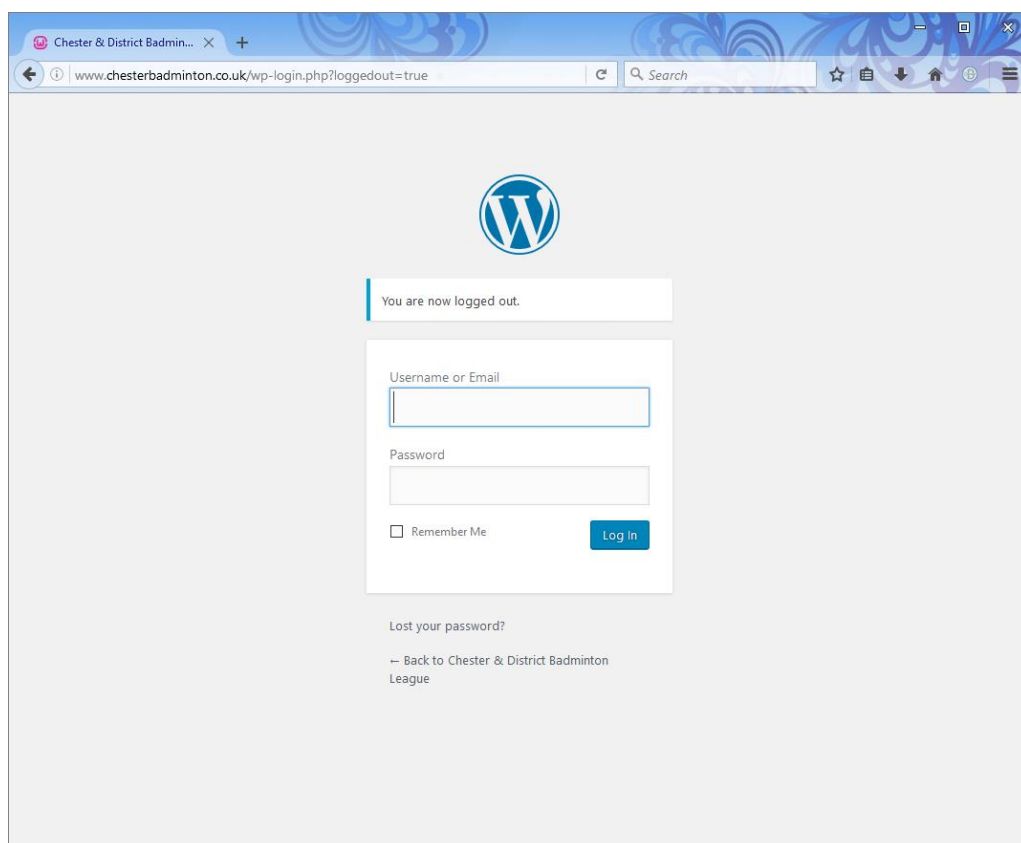 Chester & District Badmin...
www.chesterbadminton.co.uk/wp-login.php?loggedout=true
Search
You are now logged out.
Username or Email
Password
Remember Me
Log In
Lost your password?
← Back to Chester & District Badminton
League